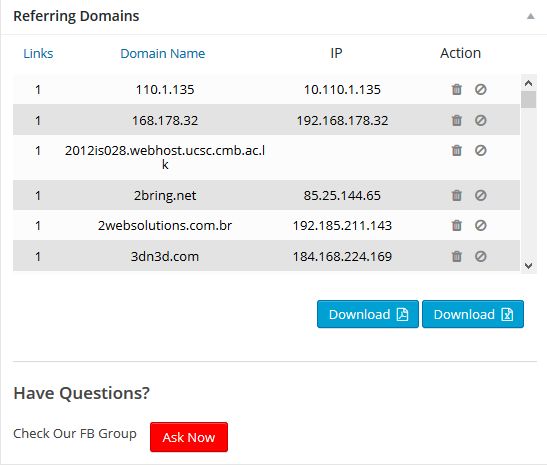 Referring Domains
Links Domain Name IP Action
1 110.1.135 10.110.1.135
1 168.178.32 192.168.178.32
1 2012is028.webhost.ucsc.cmb.ac.l
k
1 2bring.net 85.25.144.65
1 2websolutions.com.br 192.185.211.143
1 3dn3d.com 184.168.224.169
Download Download
Have Questions?
Check Our FB Group Ask Now